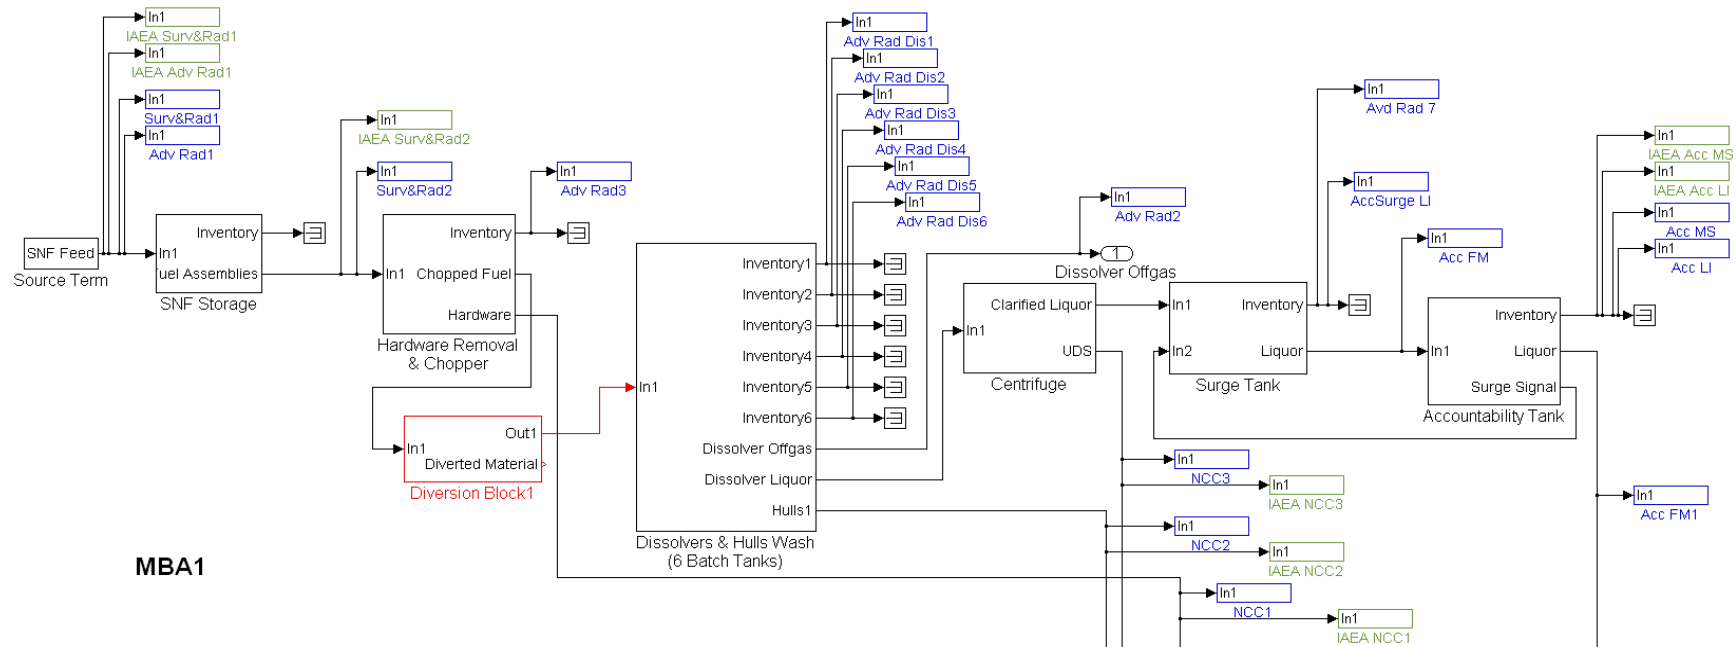 In1
IAEA Surv&Rad1
In1
IAEA Adv Rad1
In1
Surv&Rad1
In1
Adv Rad1
SNF Feed
Source Term
Inventory
In1
uel Assemblies
SNF Storage
In1
IAEA Surv&Rad2
In1
Surv&Rad2
Inventory
In1
Chopped Fuel
Hardware
Hardware Removal
& Chopper
In1
Adv Rad3
In1
Out1
Diverted Material
Diversion Block1
In1
Inventory1
Inventory2
Inventory3
Inventory4
Inventory5
Inventory6
Dissolver Offgas
Dissolver Liquor
Hulls1
Dissolvers & Hulls Wash
(6 Batch Tanks)
In1
Adv Rad Dis1
In1
Adv Rad Dis2
In1
Adv Rad Dis3
In1
Adv Rad Dis4
In1
Adv Rad Dis5
In1
Adv Rad Dis6
In1
Adv Rad2
1
Dissolver Offgas
Clarified Liquor
In1
UDS
Centrifuge
In1
Inventory
In2
Liquor
Surge Tank
In1
Avd Rad 7
In1
AccSurge LI
In1
Acc FM
Inventory
In1
Liquor
Surge Signal
Accountability Tank
In1
IAEA Acc MS
In1
IAEA Acc LI
In1
Acc MS
In1
Acc LI
In1
NCC3
In1
IAEA NCC3
In1
NCC2
In1
IAEA NCC2
In1
NCC1
In1
IAEA NCC1
In1
Acc FM1
MBA1